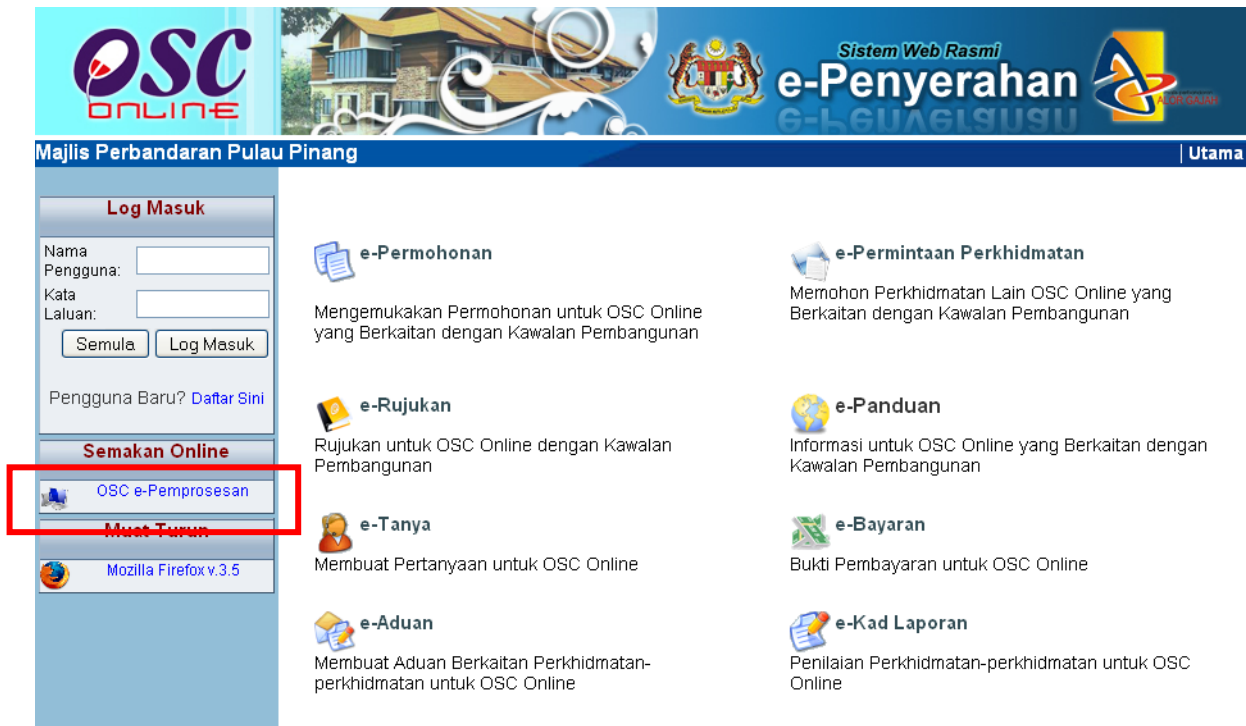 OSC
ONLINE
Sistem Web Rasmi
e-Penyerahan
ALOR GAJAH
Majlis Perbandaran Pulau Pinang
| Utama
Log Masuk
Nama
Pengguna:
Kata
Laluan:
Semula
Log Masuk
Pengguna Baru? Daftar Sini
Semakan Online
OSC e-Pemprosesan
Muat Turun
Mozilla Firefox v.3.5
e-Permohonan
Mengemukakan Permohonan untuk OSC Online
yang Berkaitan dengan Kawalan Pembangunan
e-Permintaan Perkhidmatan
Memohon Perkhidmatan Lain OSC Online yang
Berkaitan dengan Kawalan Pembangunan
e-Rujukan
Rujukan untuk OSC Online dengan Kawalan
Pembangunan
e-Panduan
Informasi untuk OSC Online yang Berkaitan dengan
Kawalan Pembangunan
e-Tanya
Membuat Pertanyaan untuk OSC Online
e-Bayaran
Bukti Pembayaran untuk OSC Online
e-Aduan
Membuat Aduan Berkaitan Perkhidmatan-
perkhidmatan untuk OSC Online
e-Kad Laporan
Penilaian Perkhidmatan-perkhidmatan untuk OSC
Online